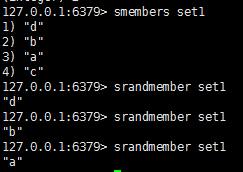 127.0.0.1:6379> smembers set1
1) "d"
2) "b"
3) "a"
4) "c"
127.0.0.1:6379> srandmember set1
"d"
127.0.0.1:6379> srandmember set1
"b"
127.0.0.1:6379> srandmember set1
"a"